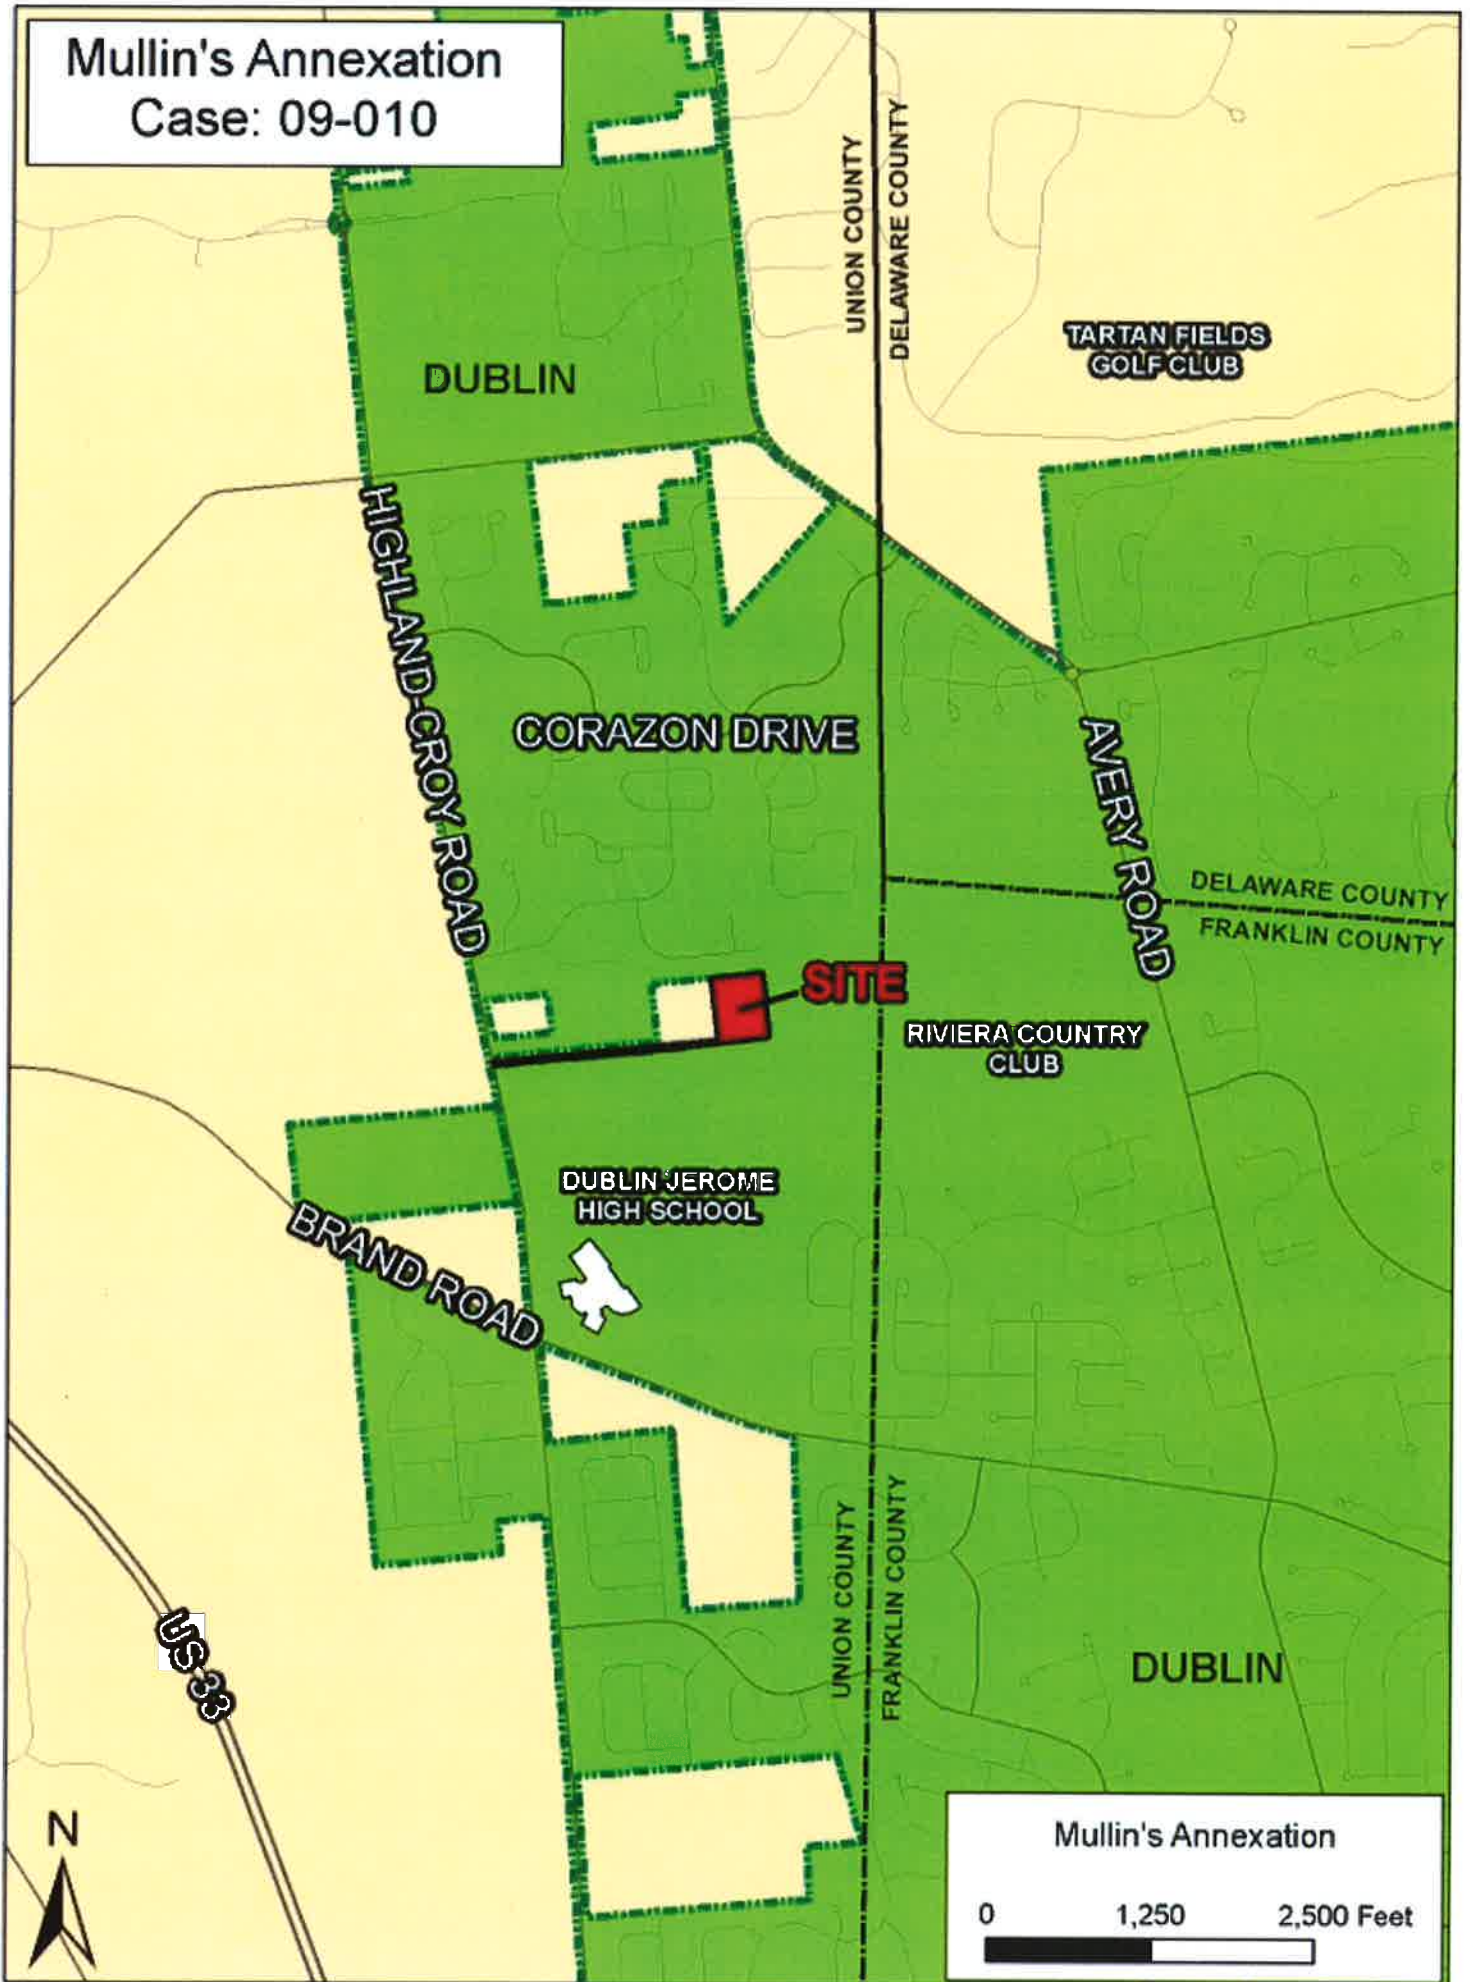 Mullin's Annexation
Case: 09-010
UNION COUNTY
DELAWARE COUNTY
TARTAN FIELDS
GOLF CLUB
DUBLIN
HIGHLAND-CROY ROAD
CORAZON DRIVE
AVERY ROAD
DELAWARE COUNTY
FRANKLIN COUNTY
SITE
RIVIERA COUNTRY
CLUB
DUBLIN JEROME
HIGH SCHOOL
BRAND ROAD
UNION COUNTY
FRANKLIN COUNTY
US 33
DUBLIN
N
Mullin's Annexation
0 1,250 2,500 Feet